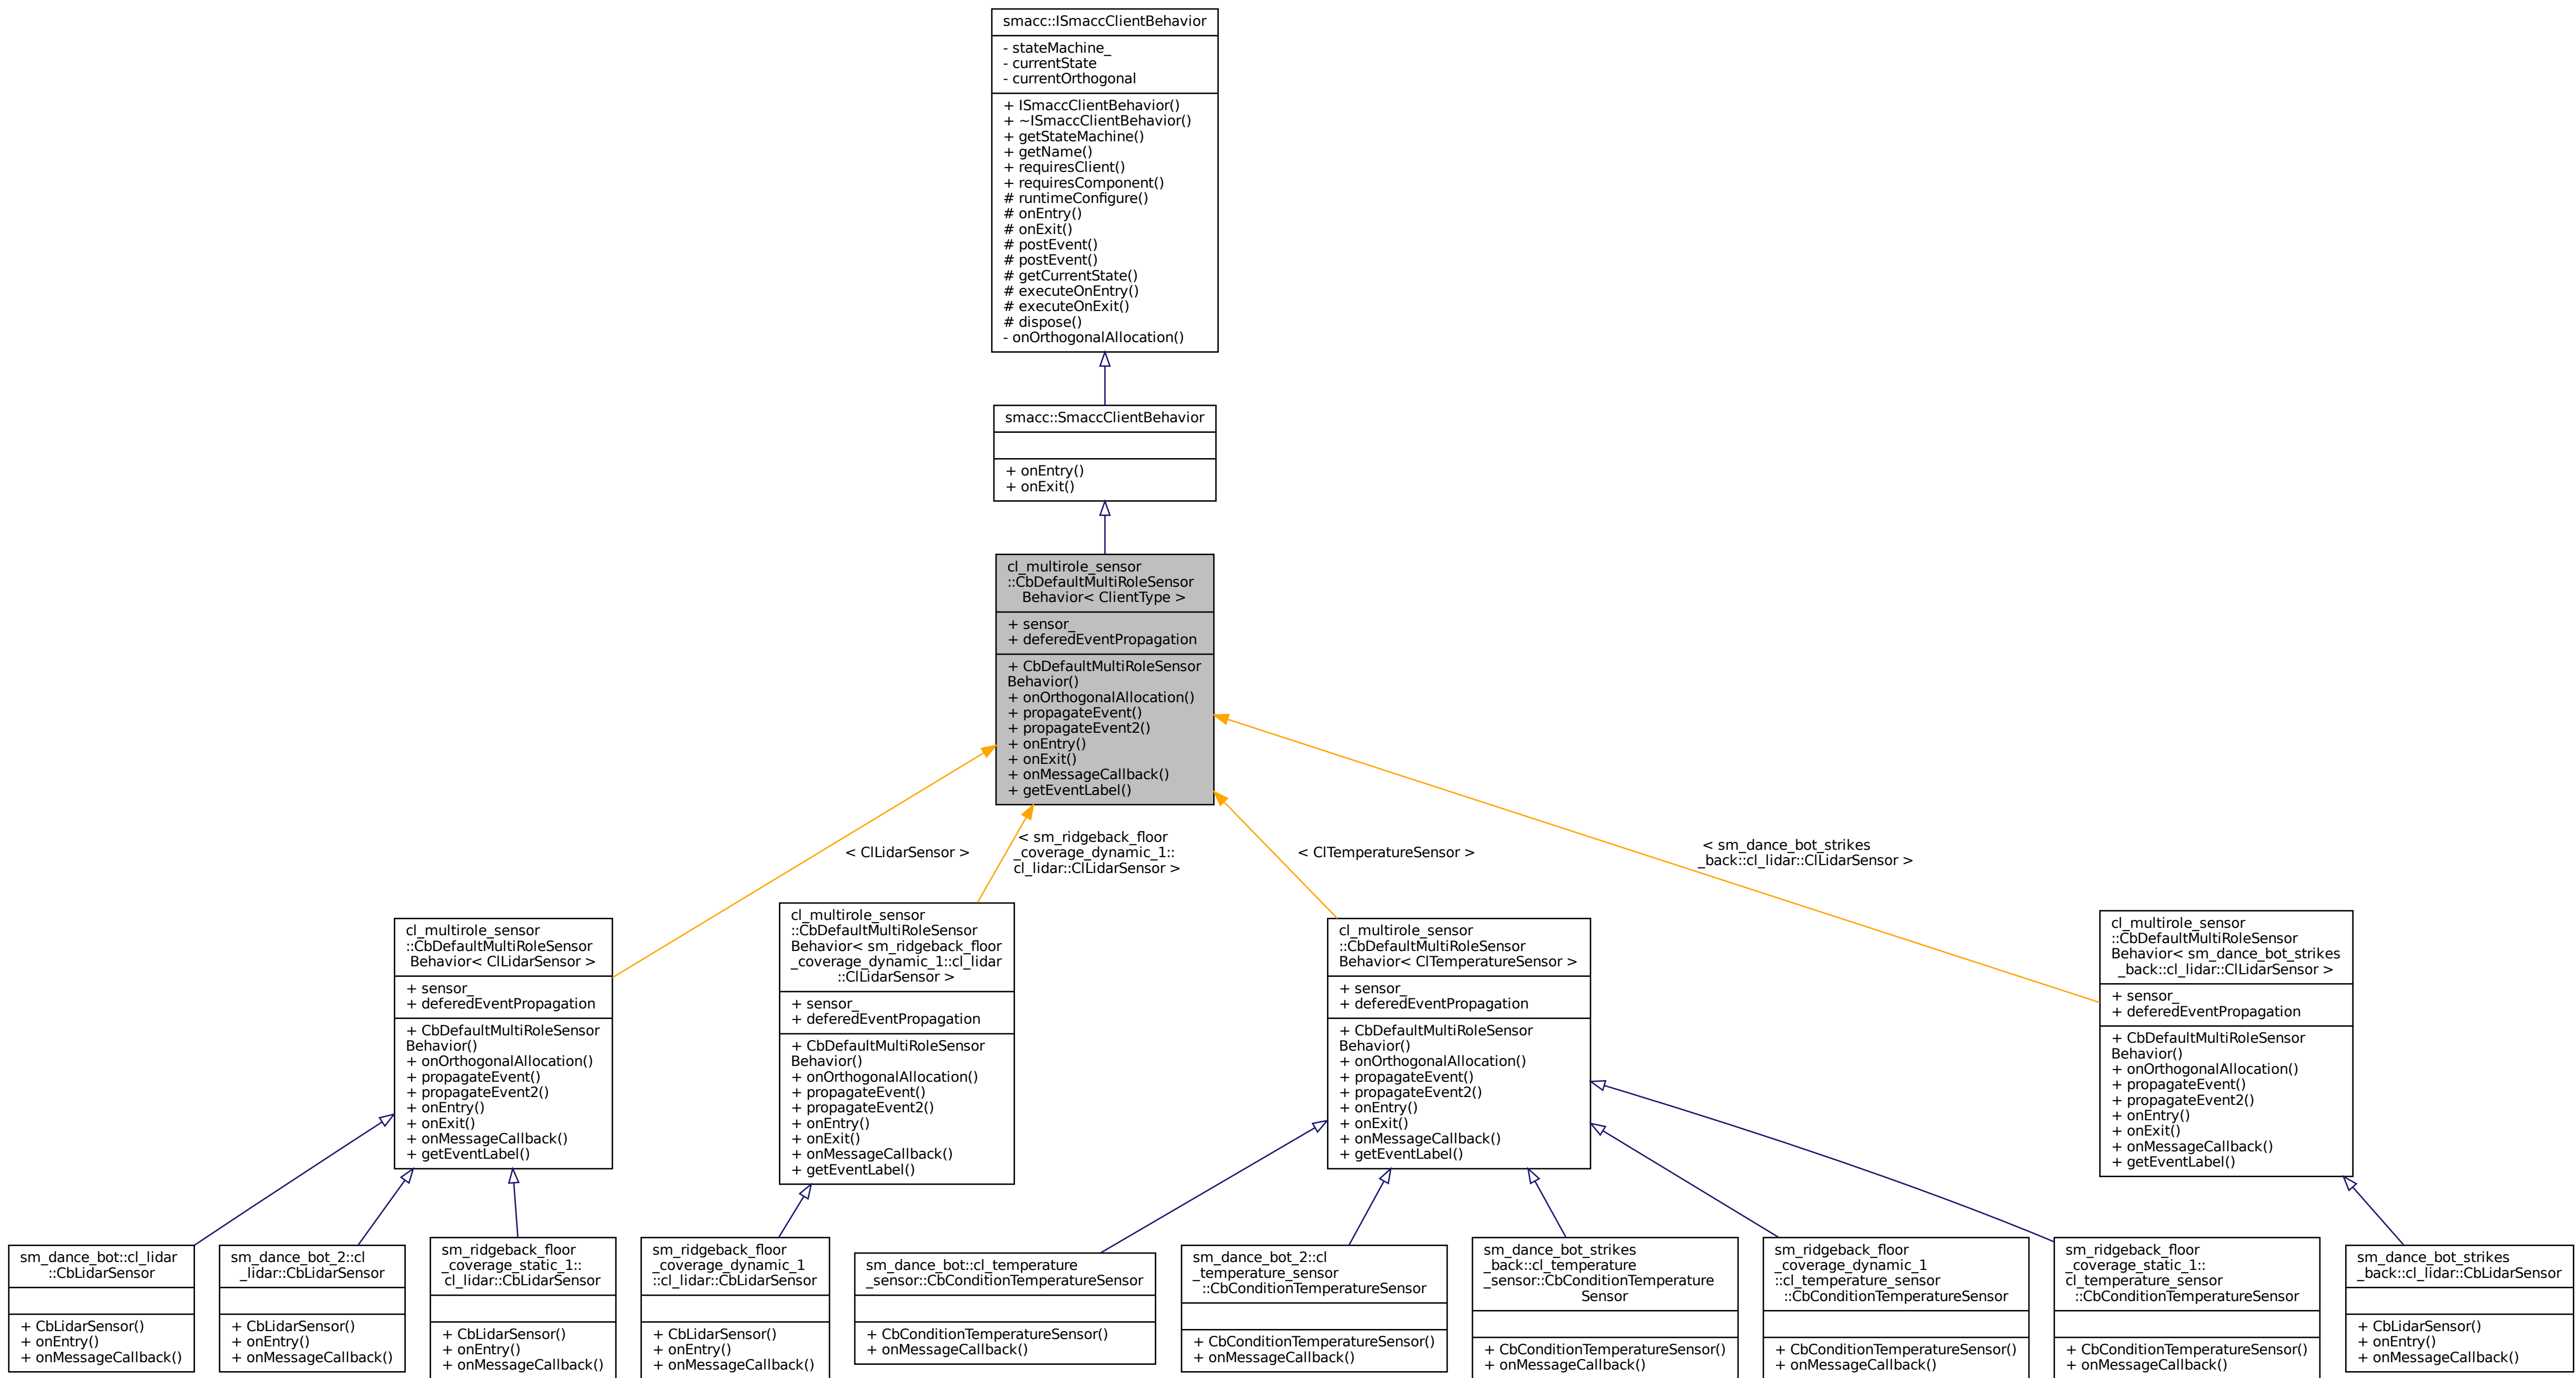 smacc::ISmaccClientBehavior
- stateMachine_
- currentState
- currentOrthogonal
+ ISmaccClientBehavior()
+ ~ISmaccClientBehavior()
+ getStateMachine()
+ getName()
+ requiresClient()
+ requiresComponent()
# runtimeConfigure()
# onEntry()
# onExit()
# postEvent()
# postEvent()
# getCurrentState()
# executeOnEntry()
# executeOnExit()
# dispose()
- onOrthogonalAllocation()
smacc::SmaccClientBehavior
+ onEntry()
+ onExit()
cl_multirole_sensor
::CbDefaultMultiRoleSensor
Behavior< ClientType >
+ sensor_
+ deferedEventPropagation
+ CbDefaultMultiRoleSensor
Behavior()
+ onOrthogonalAllocation()
+ propagateEvent()
+ propagateEvent2()
+ onEntry()
+ onExit()
+ onMessageCallback()
+ getEventLabel()
< ClLidarSensor >
< sm_ridgeback_floor
_coverage_dynamic_1::
cl_lidar::ClLidarSensor >
< ClTemperatureSensor >
< sm_dance_bot_strikes
_back::cl_lidar::ClLidarSensor >
cl_multirole_sensor
::CbDefaultMultiRoleSensor
Behavior< ClLidarSensor >
+ sensor_
+ deferedEventPropagation
+ CbDefaultMultiRoleSensor
Behavior()
+ onOrthogonalAllocation()
+ propagateEvent()
+ propagateEvent2()
+ onEntry()
+ onExit()
+ onMessageCallback()
+ getEventLabel()
cl_multirole_sensor
::CbDefaultMultiRoleSensor
Behavior< sm_ridgeback_floor
_coverage_dynamic_1::cl_lidar
::ClLidarSensor >
+ sensor_
+ deferedEventPropagation
+ CbDefaultMultiRoleSensor
Behavior()
+ onOrthogonalAllocation()
+ propagateEvent()
+ propagateEvent2()
+ onEntry()
+ onExit()
+ onMessageCallback()
+ getEventLabel()
cl_multirole_sensor
::CbDefaultMultiRoleSensor
Behavior< ClTemperatureSensor >
+ sensor_
+ deferedEventPropagation
+ CbDefaultMultiRoleSensor
Behavior()
+ onOrthogonalAllocation()
+ propagateEvent()
+ propagateEvent2()
+ onEntry()
+ onExit()
+ onMessageCallback()
+ getEventLabel()
cl_multirole_sensor
::CbDefaultMultiRoleSensor
Behavior< sm_dance_bot_strikes
_back::cl_lidar::ClLidarSensor >
+ sensor_
+ deferedEventPropagation
+ CbDefaultMultiRoleSensor
Behavior()
+ onOrthogonalAllocation()
+ propagateEvent()
+ propagateEvent2()
+ onEntry()
+ onExit()
+ onMessageCallback()
+ getEventLabel()
sm_dance_bot::cl_lidar
::CbLidarSensor
+ CbLidarSensor()
+ onEntry()
+ onMessageCallback()
sm_dance_bot_2::cl
_lidar::CbLidarSensor
+ CbLidarSensor()
+ onEntry()
+ onMessageCallback()
sm_ridgeback_floor
_coverage_static_1::
cl_lidar::CbLidarSensor
+ CbLidarSensor()
+ onEntry()
+ onMessageCallback()
sm_ridgeback_floor
_coverage_dynamic_1
::cl_lidar::CbLidarSensor
+ CbLidarSensor()
+ onEntry()
+ onMessageCallback()
sm_dance_bot::cl_temperature
_sensor::CbConditionTemperatureSensor
+ CbConditionTemperatureSensor()
+ onMessageCallback()
sm_dance_bot_2::cl
_temperature_sensor
::CbConditionTemperatureSensor
+ CbConditionTemperatureSensor()
+ onMessageCallback()
sm_dance_bot_strikes
_back::cl_temperature
_sensor::CbConditionTemperature
Sensor
+ CbConditionTemperatureSensor()
+ onMessageCallback()
sm_ridgeback_floor
_coverage_dynamic_1
::cl_temperature_sensor
::CbConditionTemperatureSensor
+ CbConditionTemperatureSensor()
+ onMessageCallback()
sm_ridgeback_floor
_coverage_static_1::
cl_temperature_sensor
::CbConditionTemperatureSensor
+ CbConditionTemperatureSensor()
+ onMessageCallback()
sm_dance_bot_strikes
_back::cl_lidar::CbLidarSensor
+ CbLidarSensor()
+ onEntry()
+ onMessageCallback()